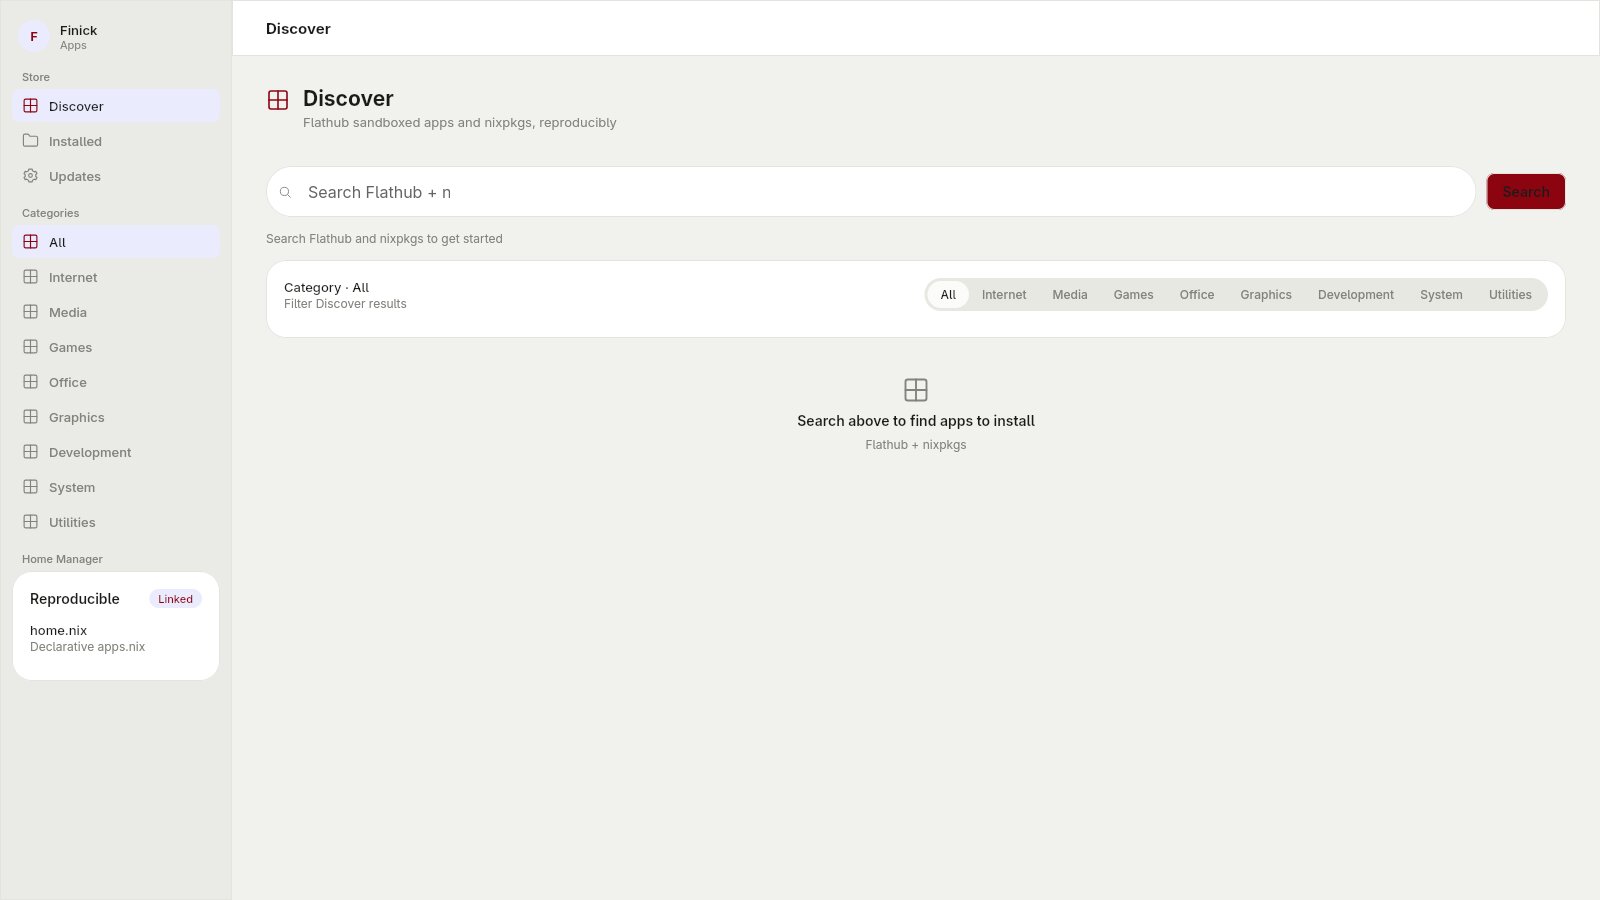 F
Finick
Apps
Store
Discover
Installed
Updates
Categories
All
Internet
Media
Games
Office
Graphics
Development
System
Utilities
Home Manager
Reproducible Linked
home.nix
Declarative apps.nix
Discover
Discover
Flathub sandboxed apps and nixpkgs, reproducibly
Search Flathub + n
Search
Search Flathub and nixpkgs to get started
Category · All
Filter Discover results
All Internet Media Games Office Graphics Development System Utilities
Search above to find apps to install
Flathub + nixpkgs